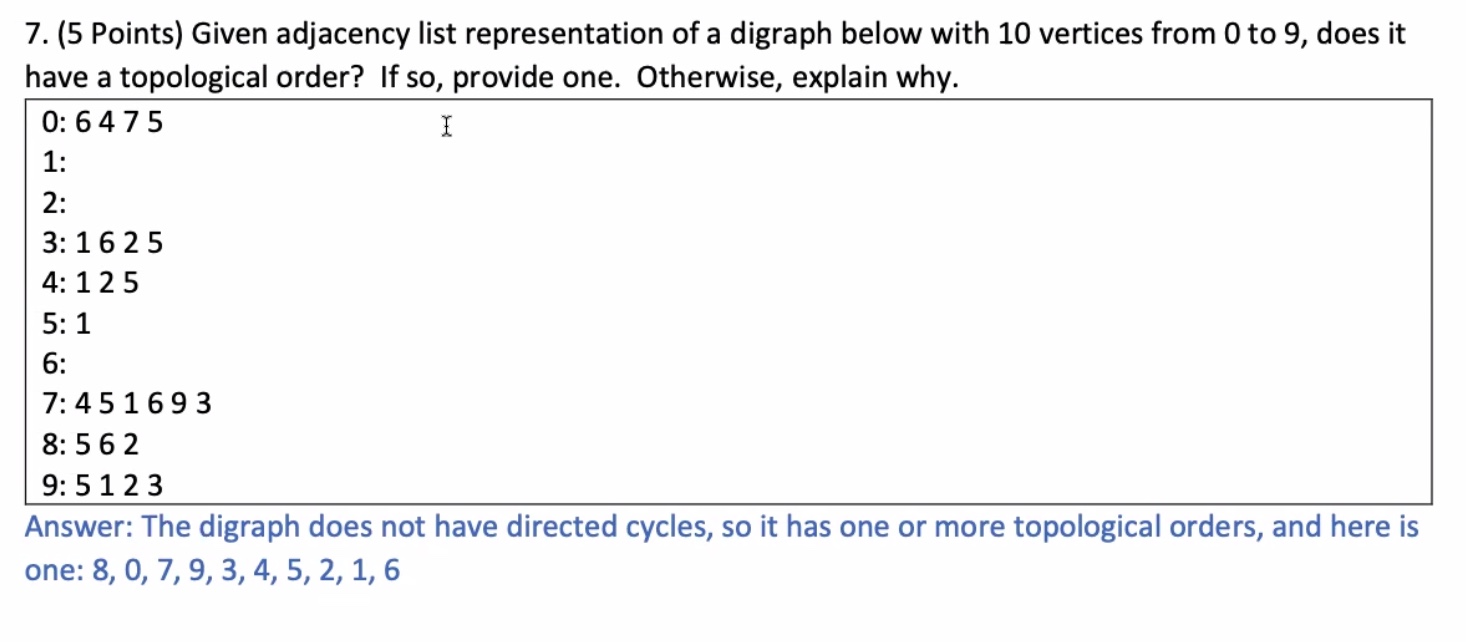 7. (5 Points) Given adjacency list representation of a digraph below with 10 vertices from 0 to 9, does it
have a topological order?  If so, provide one.  Otherwise, explain why.
0: 6 4 7 5
1:
2:
3: 1 6 2 5
4: 1 2 5
5: 1
6:
7: 4 5 1 6 9 3
8: 5 6 2
9: 5 1 2 3
Answer: The digraph does not have directed cycles, so it has one or more topological orders, and here is
one: 8, 0, 7, 9, 3, 4, 5, 2, 1, 6